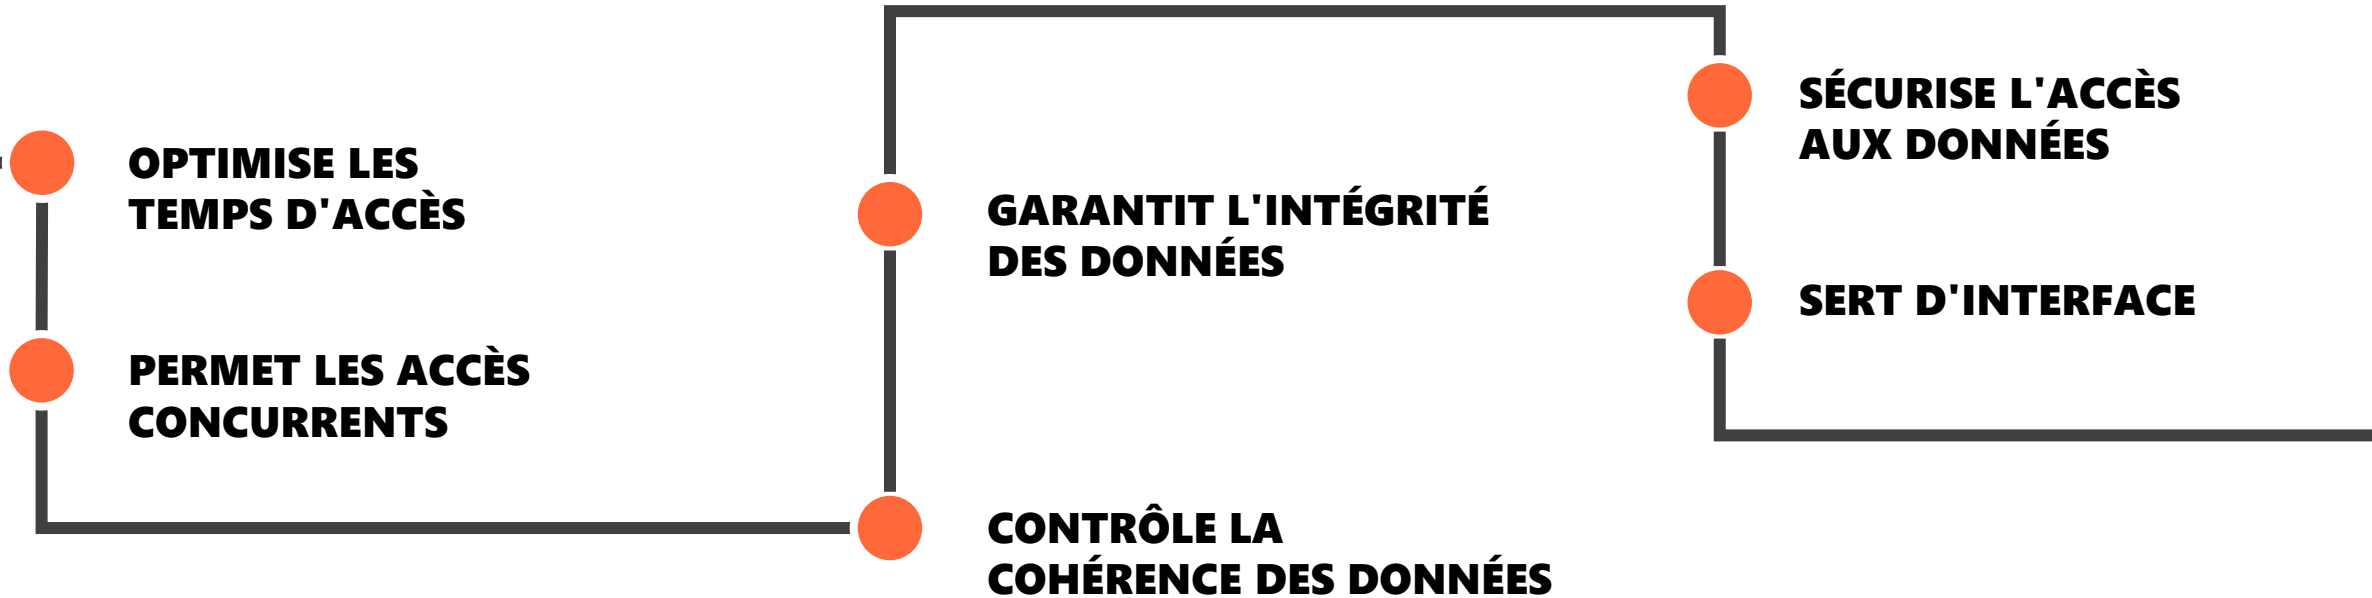 OPTIMISE LES
TEMPS D'ACCÈS
PERMET LES ACCÈS
CONCURRENTS
GARANTIT L'INTÉGRITÉ
DES DONNÉES
CONTRÔLE LA
COHÉRENCE DES DONNÉES
SÉCURISE L'ACCÈS
AUX DONNÉES
SERT D'INTERFACE